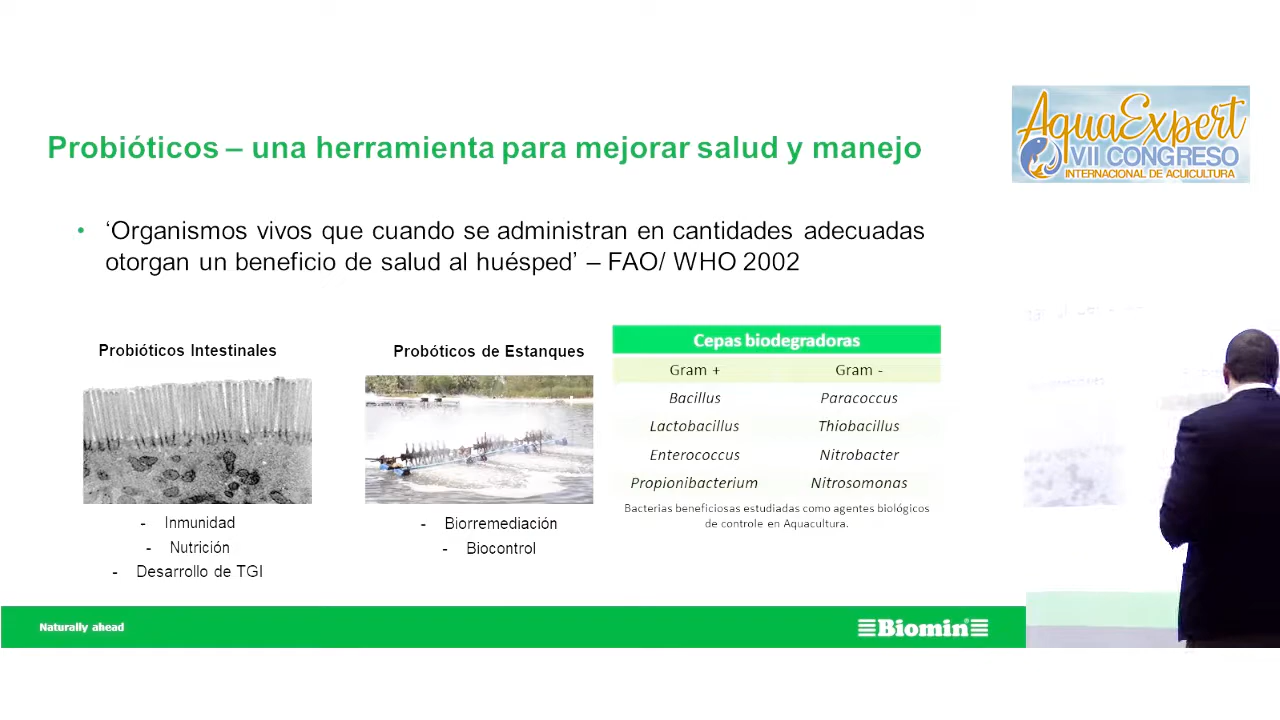 Probióticos – una herramienta para mejorar salud y manejo
AquaExpert
VII CONGRESO
INTERNACIONAL DE ACUICULTURA
• ‘Organismos vivos que cuando se administran en cantidades adecuadas
otorgan un beneficio de salud al huésped’ – FAO/ WHO 2002
Probióticos Intestinales
- Inmunidad
- Nutrición
- Desarrollo de TGI
Probóticos de Estanques
- Biorremediación
- Biocontrol
Cepas biodegradoras
Gram + Gram -
Bacillus Paracoccus
Lactobacillus Thiobacillus
Enterococcus Nitrobacter
Propionibacterium Nitrosomonas
Bacterias beneficiosas estudiadas como agentes biológicos
de controle en Aquacultura.
Naturally ahead
Biomin®